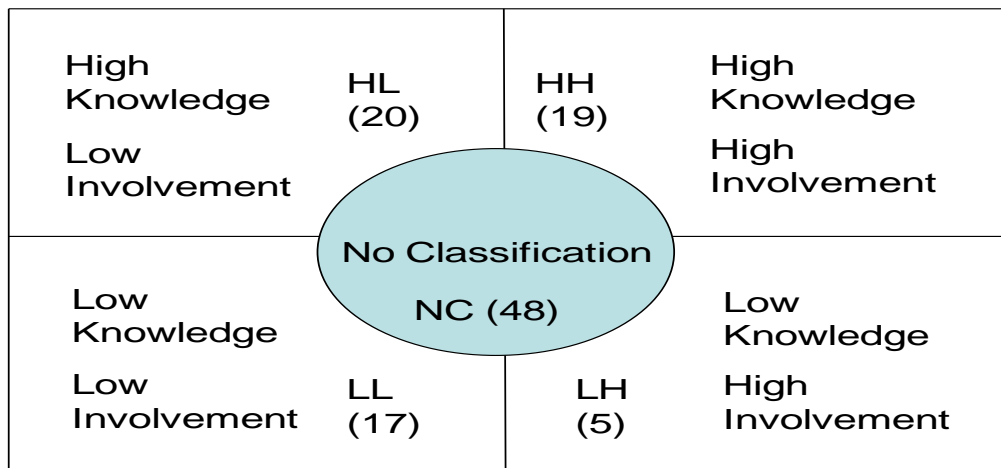 High
Knowledge
Low
Involvement
HL
(20)
HH
(19)
High
Knowledge
High
Involvement
No Classification
NC (48)
Low
Knowledge
Low
Involvement
LL
(17)
LH
(5)
Low
Knowledge
High
Involvement